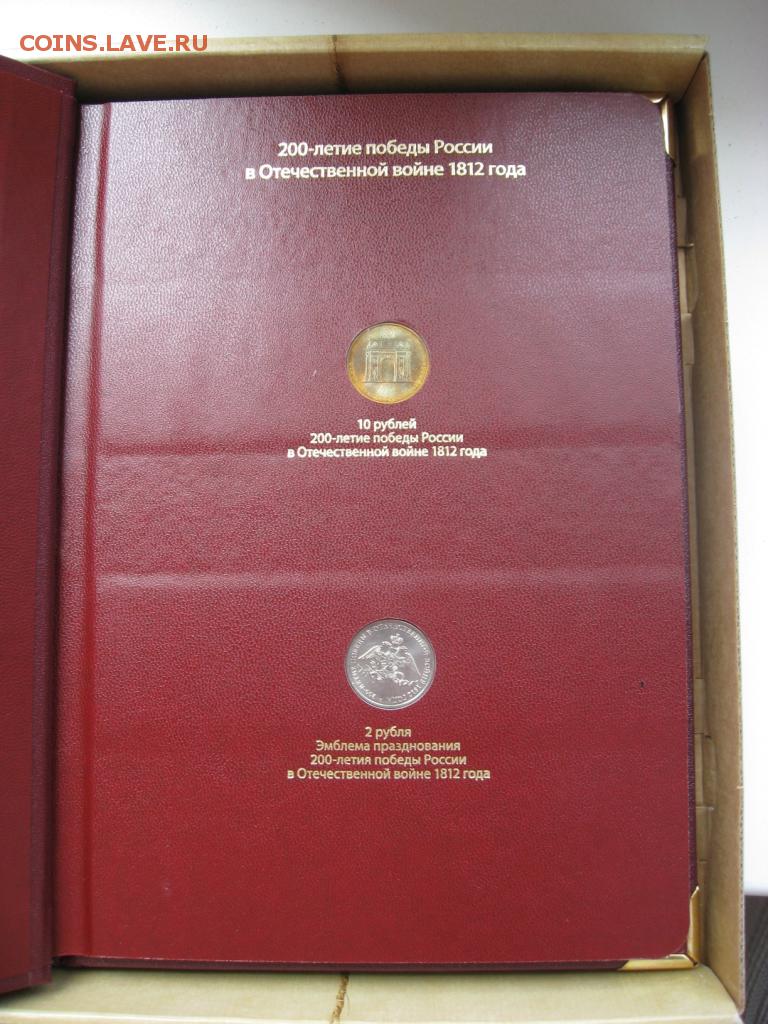 COINS.LAVE.RU
200-летие победы России
в Отечественной войне 1812 года
10 рублей
200-летие победы России
в Отечественной войне 1812 года
2 рубля
Эмблема празднования
200-летия победы России
в Отечественной войне 1812 года